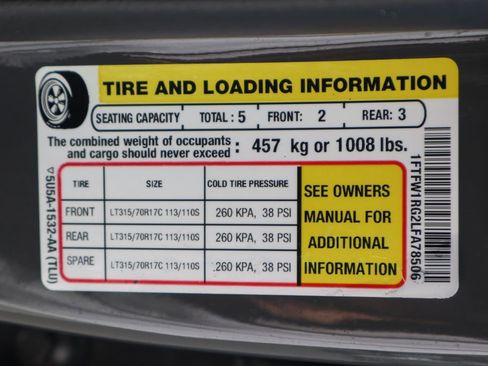 TIRE AND LOADING INFORMATION
SEATING CAPACITY TOTAL : 5 FRONT: 2 REAR: 3
The combined weight of occupants
and cargo should never exceed : 457 kg or 1008 lbs.
TIRE SIZE COLD TIRE PRESSURE
FRONT LT315/70R17C 113/110S 260 KPA, 38 PSI
REAR LT315/70R17C 113/110S 260 KPA, 38 PSI
SPARE LT315/70R17C 113/110S 260 KPA, 38 PSI
SEE OWNERS
MANUAL FOR
ADDITIONAL
INFORMATION
▽5U5A-1532-AA (TLU)
1FTFW1RG2LFA78506